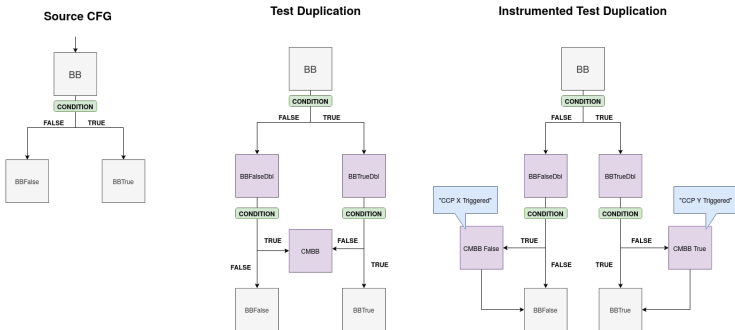 Source CFG
BB
CONDITION
FALSE
TRUE
BBFalse
BBTrue
Test Duplication
BB
CONDITION
FALSE
TRUE
BBFalseDbl
BBTrueDbl
CONDITION
CONDITION
TRUE
CMBB
FALSE
FALSE
TRUE
BBFalse
BBTrue
Instrumented Test Duplication
BB
CONDITION
FALSE
TRUE
BBFalseDbl
BBTrueDbl
"CCP X Triggered"
"CCP Y Triggered"
CONDITION
CONDITION
CMBB False
TRUE
FALSE
CMBB True
FALSE
TRUE
BBFalse
BBTrue